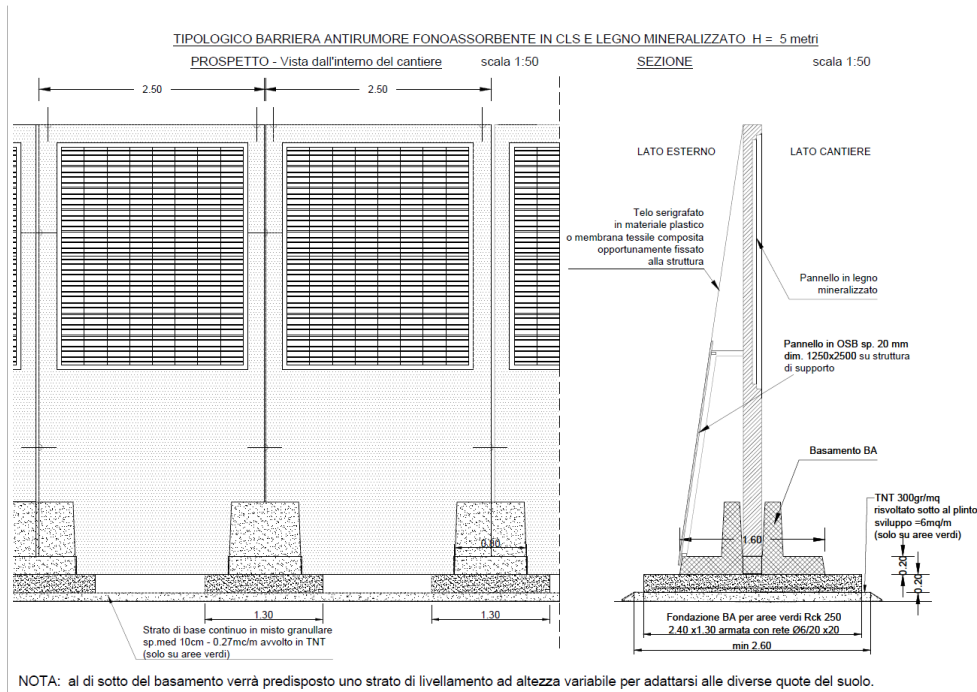 TIPOLOGICO BARRIERA ANTIRUMORE FONOASSORBENTE IN CLS E LEGNO MINERALIZZATO H = 5 metri
PROSPETTO - Vista dall'interno del cantiere scala 1:50
SEZIONE scala 1:50
2.50 2.50
LATO ESTERNO LATO CANTIERE
Telo serigrafato
in materiale plastico
o membrana tessile composita
opportunamente fissato
alla struttura
Pannello in legno
mineralizzato
Pannello in OSB sp. 20 mm
dim. 1250x2500 su struttura
di supporto
Basamento BA
TNT 300gr/mq
risvoltato sotto al plinto
sviluppo =6mq/m
(solo su aree verdi)
0.80
1.60
0.20
0.20
1.30 1.30
Strato di base continuo in misto granullare
sp.med 10cm - 0.27mc/m avvolto in TNT
(solo su aree verdi)
Fondazione BA per aree verdi Rck 250
2.40 x1.30 armata con rete Ø6/20 x20
min 2.60
NOTA: al di sotto del basamento verrà predisposto uno strato di livellamento ad altezza variabile per adattarsi alle diverse quote del suolo.